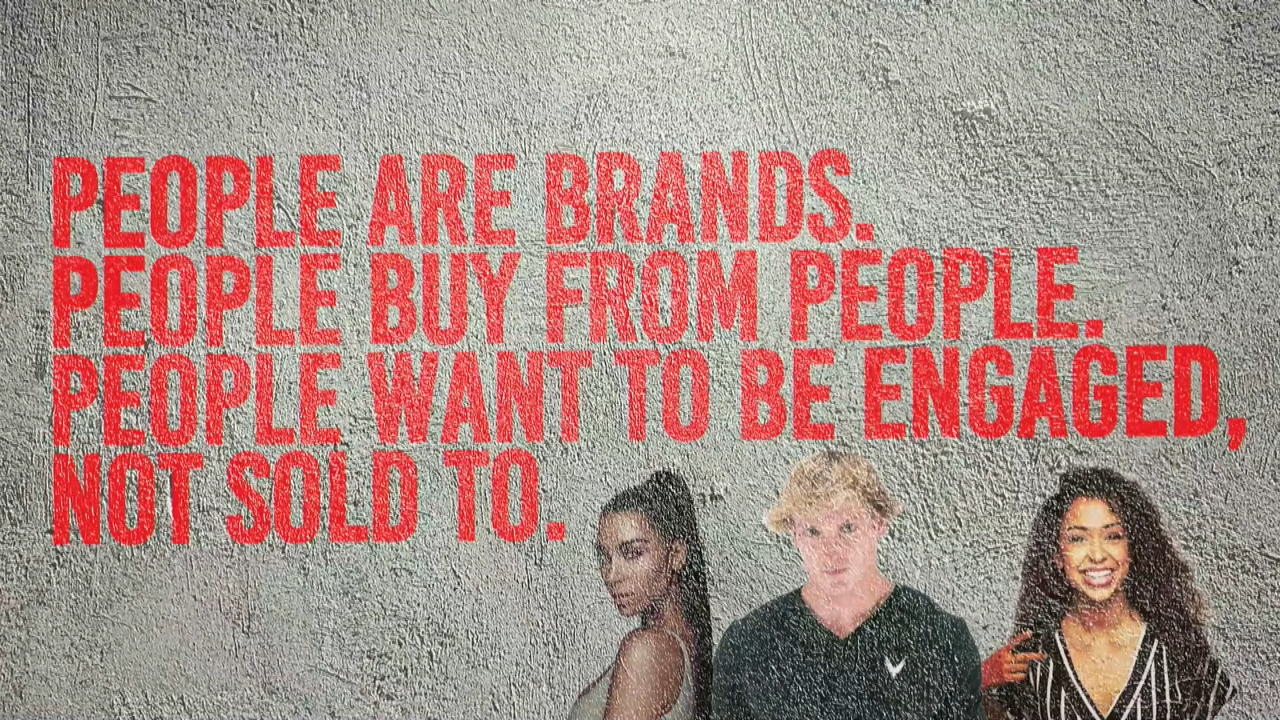 PEOPLE ARE BRANDS.
PEOPLE BUY FROM PEOPLE.
PEOPLE WANT TO BE ENGAGED,
NOT SOLD TO.